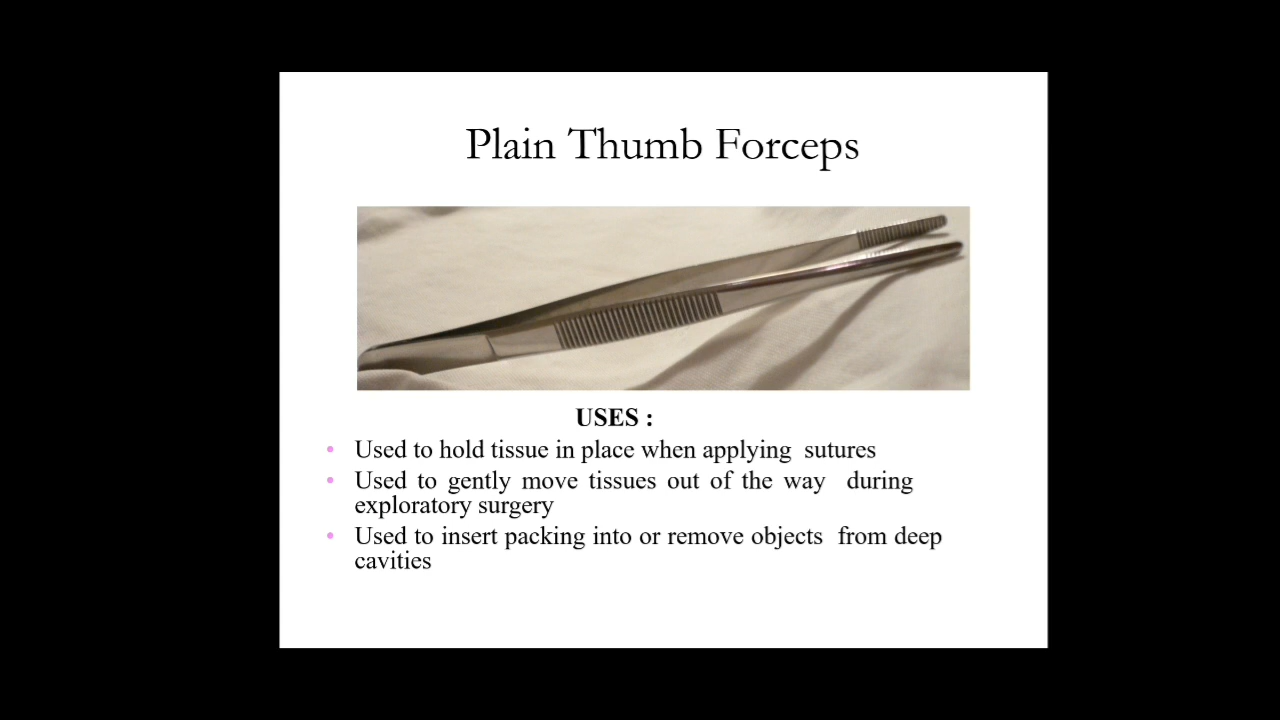 Plain Thumb Forceps
USES :
• Used to hold tissue in place when applying sutures
• Used to gently move tissues out of the way during
exploratory surgery
• Used to insert packing into or remove objects from deep
cavities